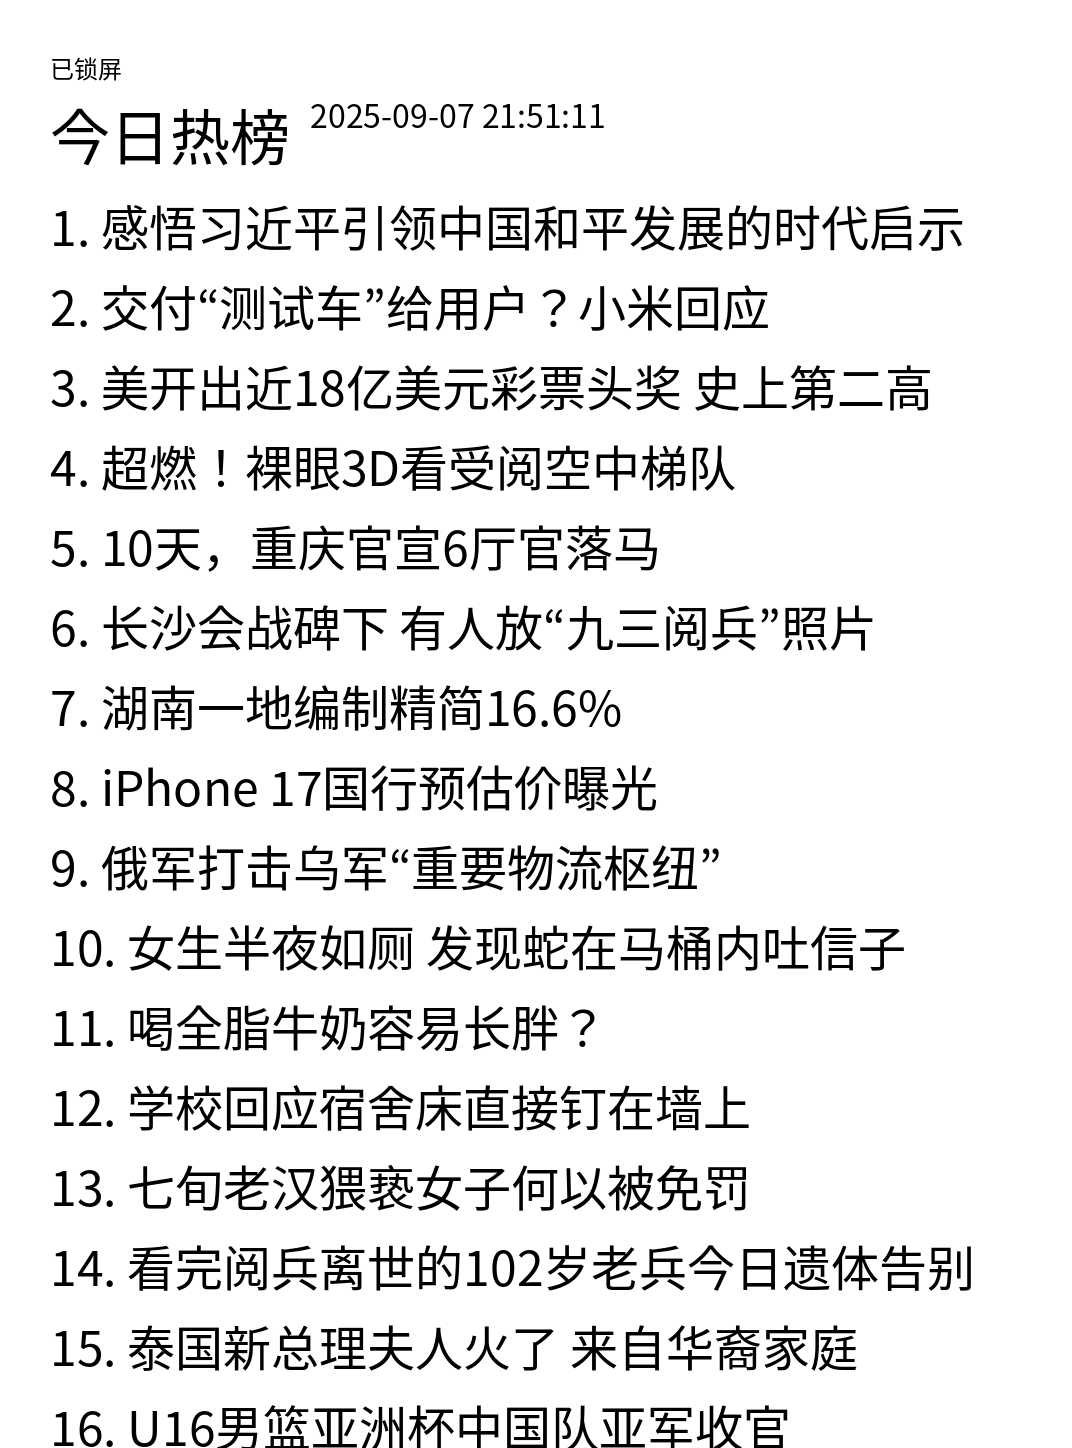 已锁屏
今日热榜 2025-09-07 21:51:11
1. 感悟习近平引领中国和平发展的时代启示
2. 交付“测试车”给用户？小米回应
3. 美开出近18亿美元彩票头奖 史上第二高
4. 超燃！裸眼3D看受阅空中梯队
5. 10天，重庆官宣6厅官落马
6. 长沙会战碑下 有人放“九三阅兵”照片
7. 湖南一地编制精简16.6%
8. iPhone 17国行预估价曝光
9. 俄军打击乌军“重要物流枢纽”
10. 女生半夜如厕 发现蛇在马桶内吐信子
11. 喝全脂牛奶容易长胖？
12. 学校回应宿舍床直接钉在墙上
13. 七旬老汉猥亵女子何以被免罚
14. 看完阅兵离世的102岁老兵今日遗体告别
15. 泰国新总理夫人火了 来自华裔家庭
16. U16男篮亚洲杯中国队亚军收官